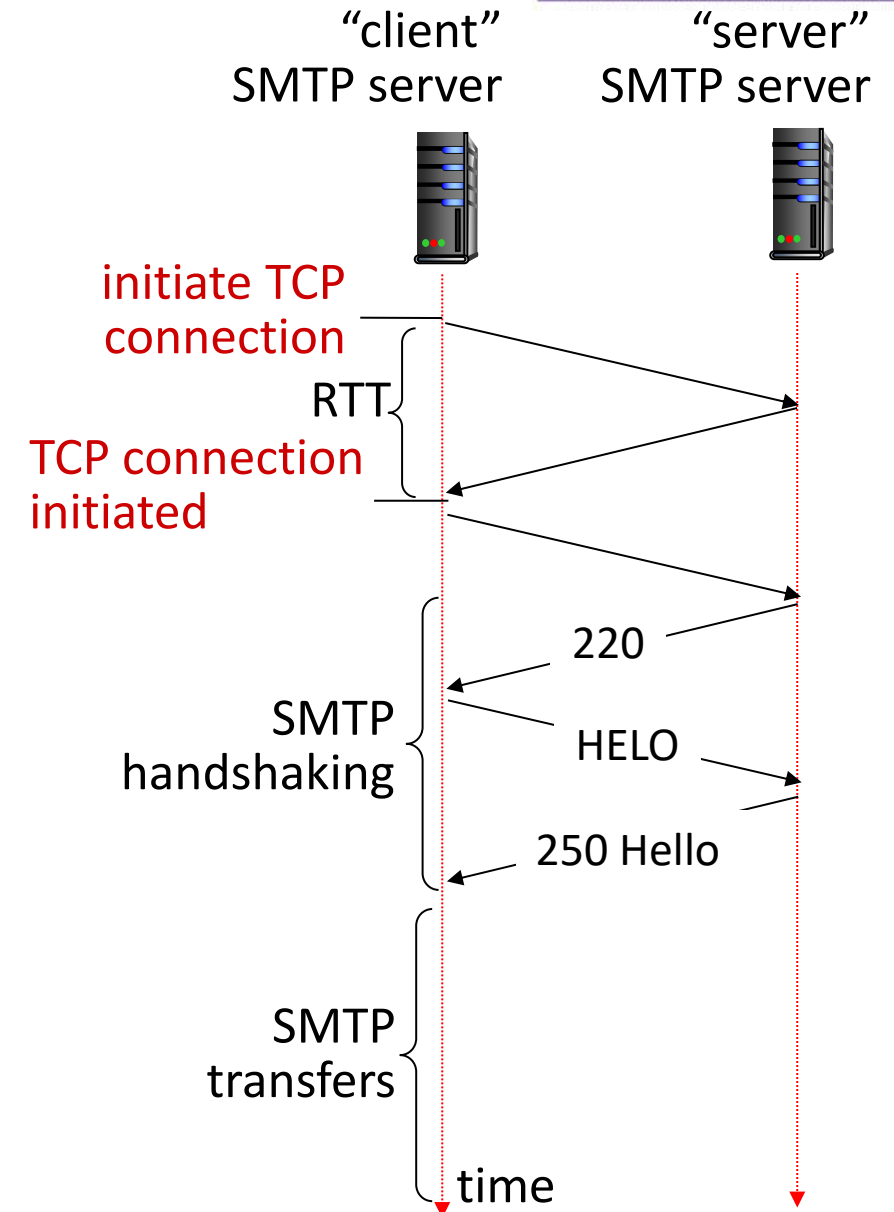 “client”
SMTP server
“server”
SMTP server
initiate TCP
connection
RTT
TCP connection
initiated
220
SMTP
handshaking
HELO
250 Hello
SMTP
transfers
time